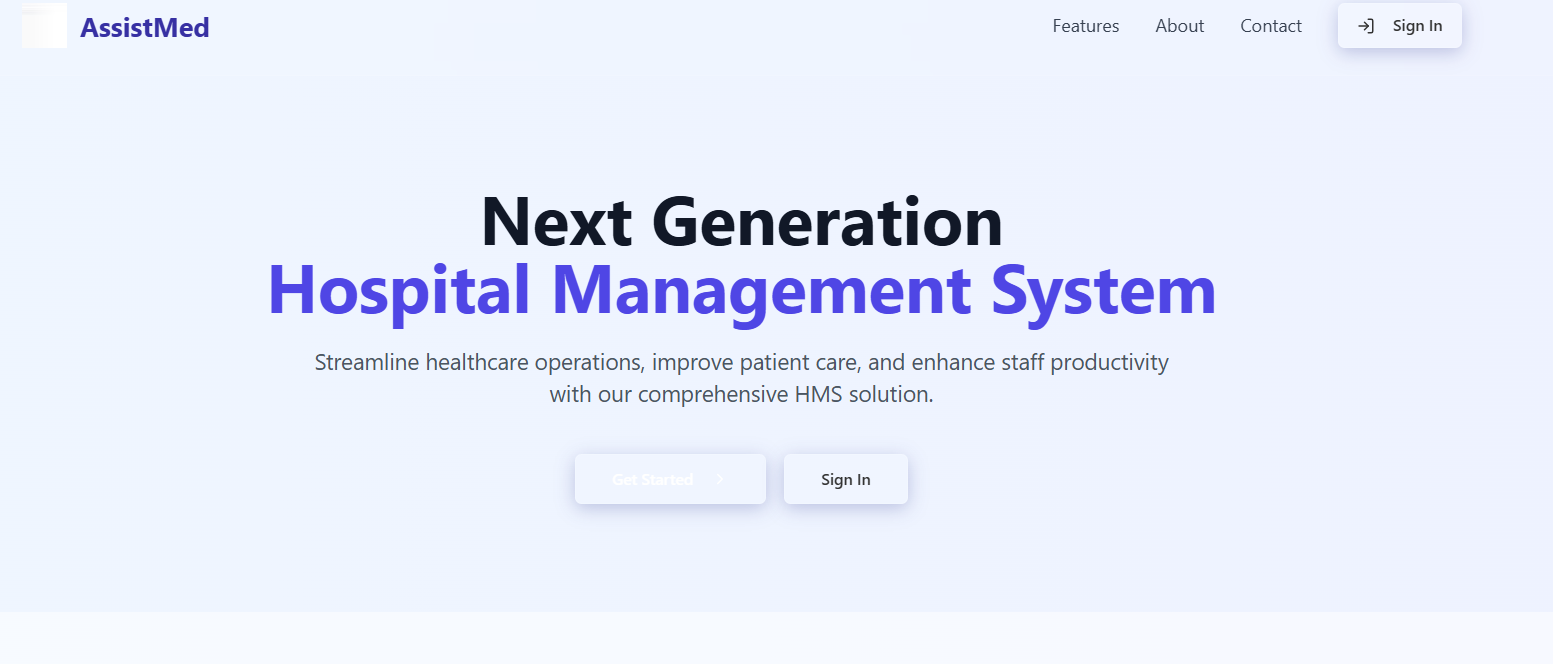 AssistMed
Features
About
Contact
Sign In
Next Generation
Hospital Management System
Streamline healthcare operations, improve patient care, and enhance staff productivity
with our comprehensive HMS solution.
Get Started
Sign In